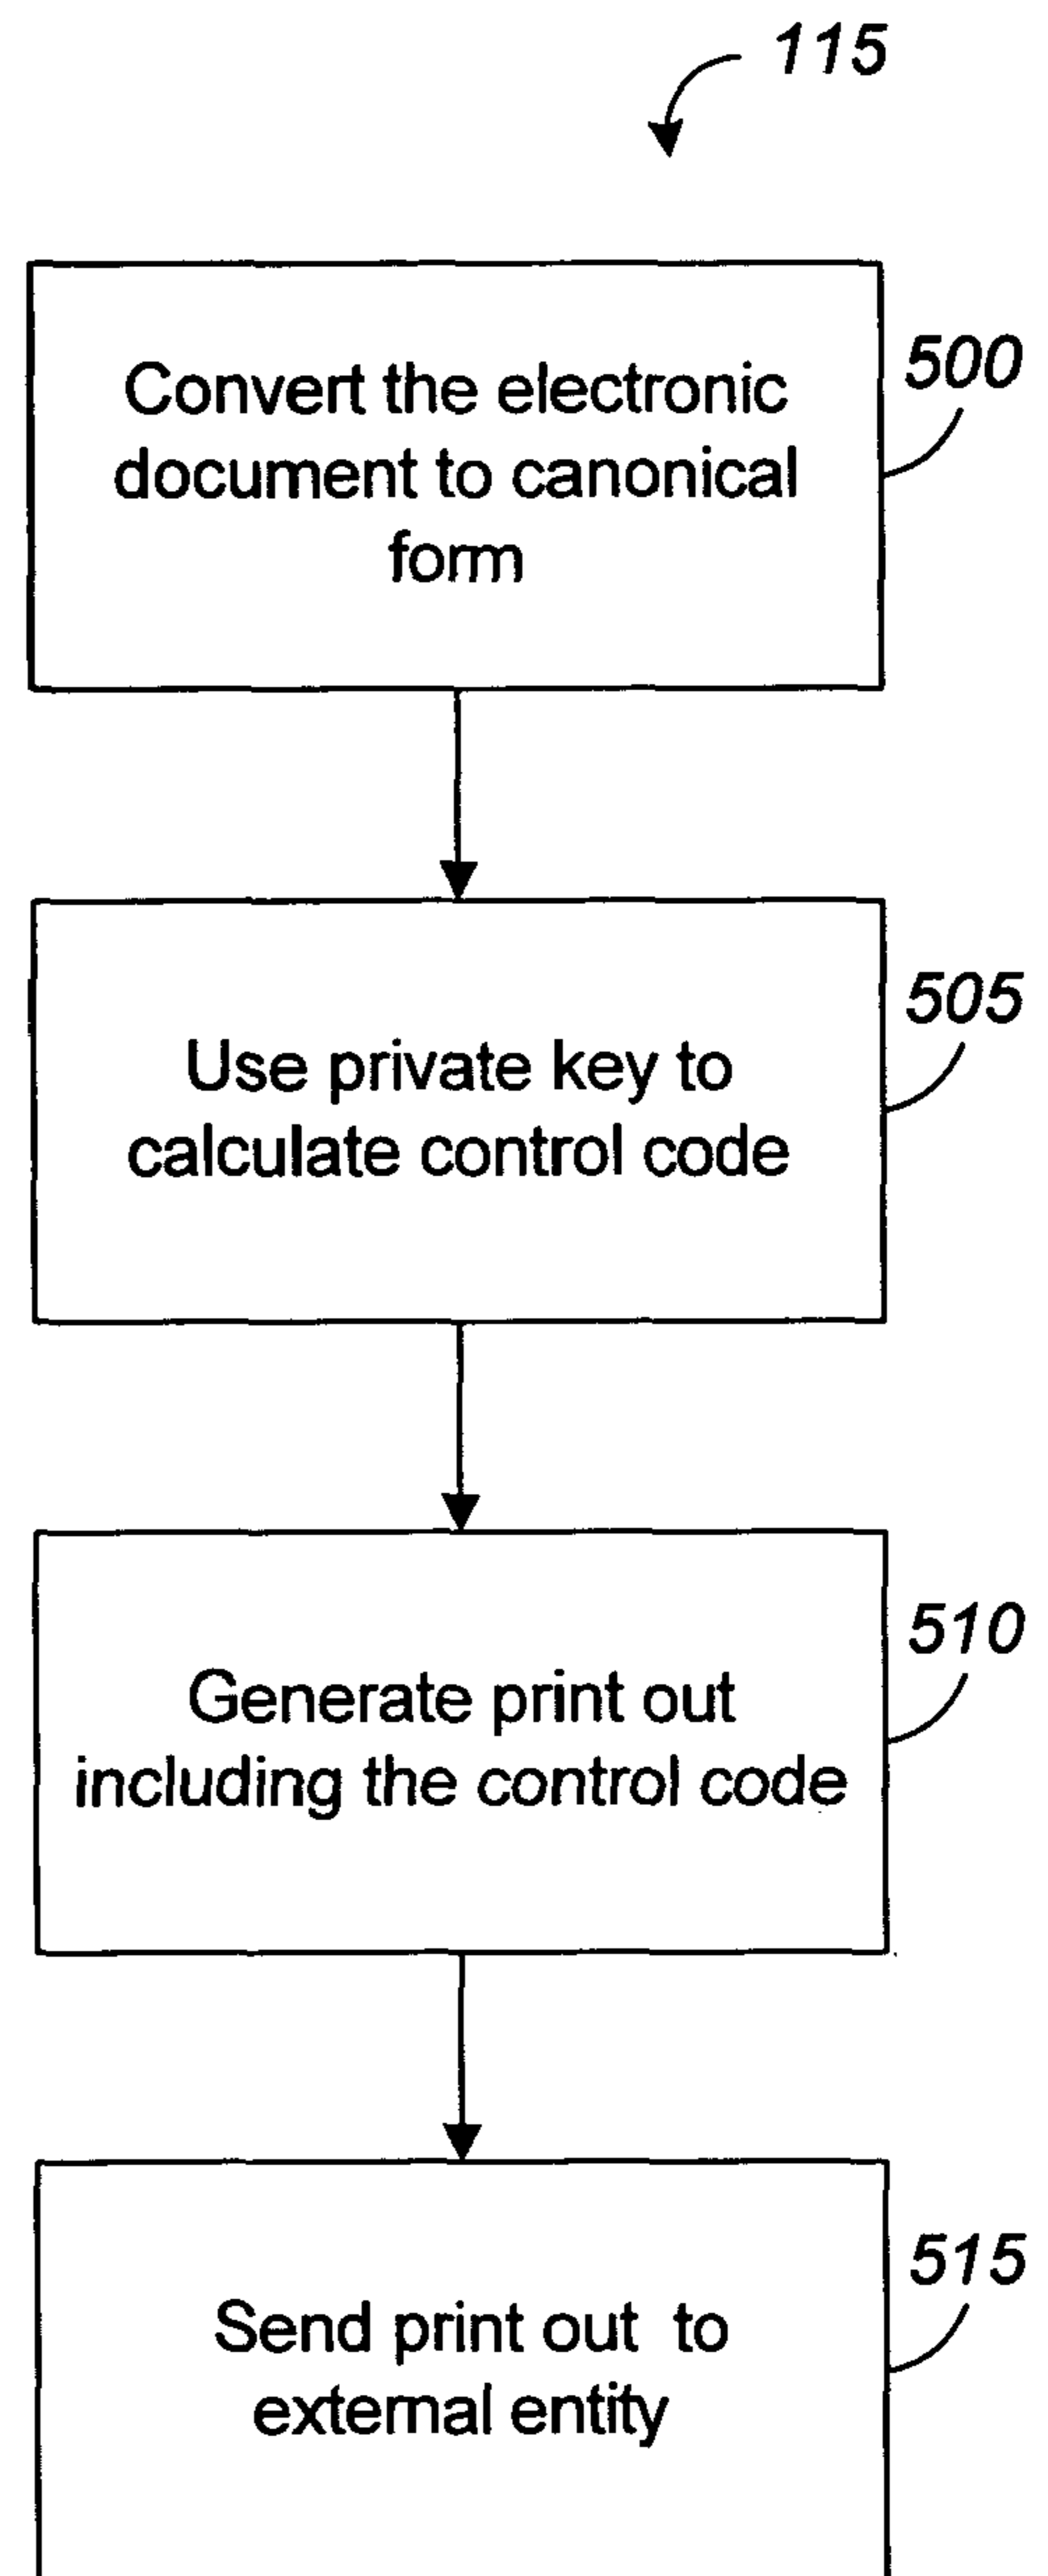 115
Convert the electronic
document to canonical
form
500
Use private key to
calculate control code
505
Generate print out
including the control code
510
Send print out to
external entity
515